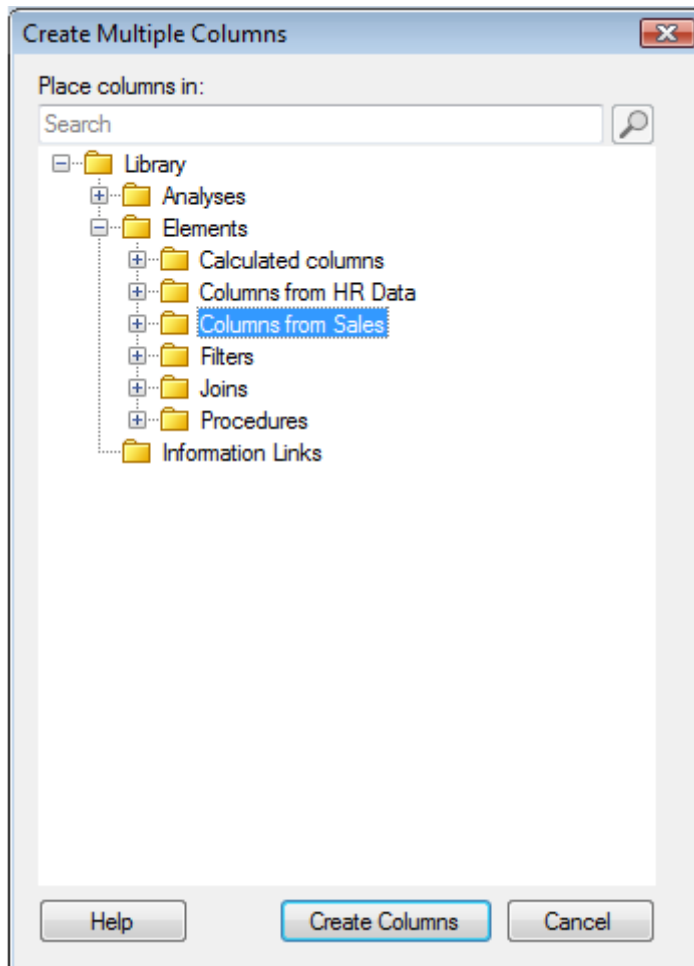 Create Multiple Columns
Place columns in:
Search
Library
Analyses
Elements
Calculated columns
Columns from HR Data
Columns from Sales
Filters
Joins
Procedures
Information Links
Help Create Columns Cancel